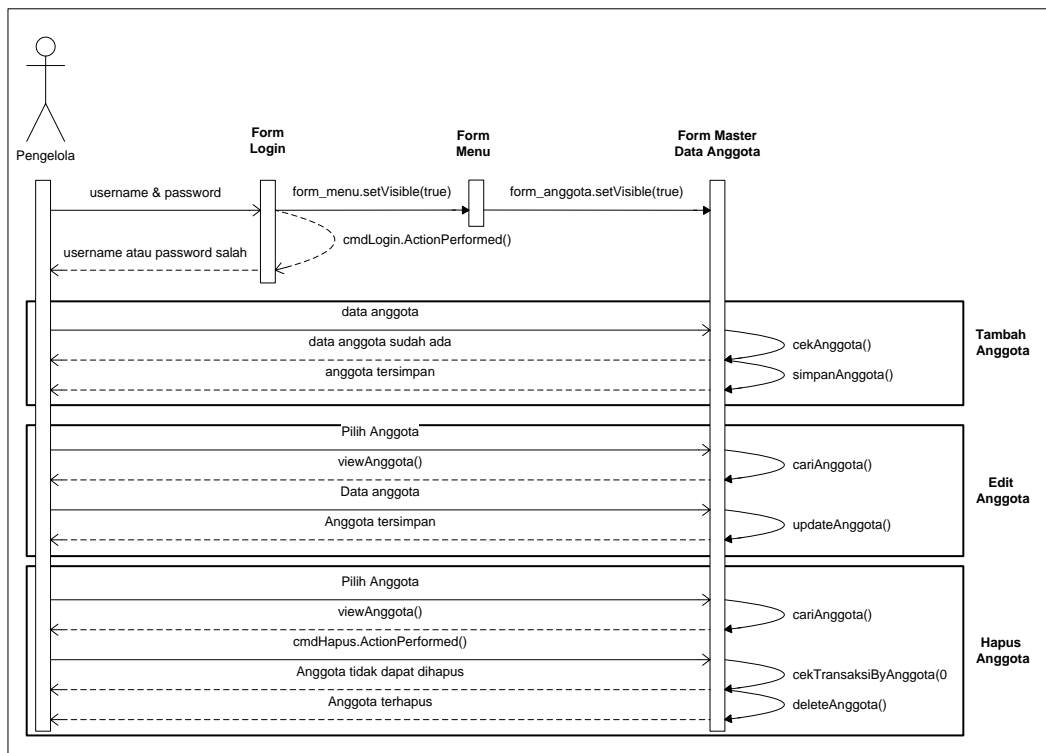 Pengelola
Form
Login
Form
Menu
Form Master
Data Anggota
username & password
form_menu.setVisible(true)
form_anggota.setVisible(true)
cmdLogin.ActionPerformed()
username atau password salah
data anggota
cekAnggota()
data anggota sudah ada
simpanAnggota()
anggota tersimpan
Tambah
Anggota
Pilih Anggota
cariAnggota()
viewAnggota()
Data anggota
updateAnggota()
Anggota tersimpan
Edit
Anggota
Pilih Anggota
cariAnggota()
viewAnggota()
cmdHapus.ActionPerformed()
cekTransaksiByAnggota(0
Anggota tidak dapat dihapus
deleteAnggota()
Anggota terhapus
Hapus
Anggota